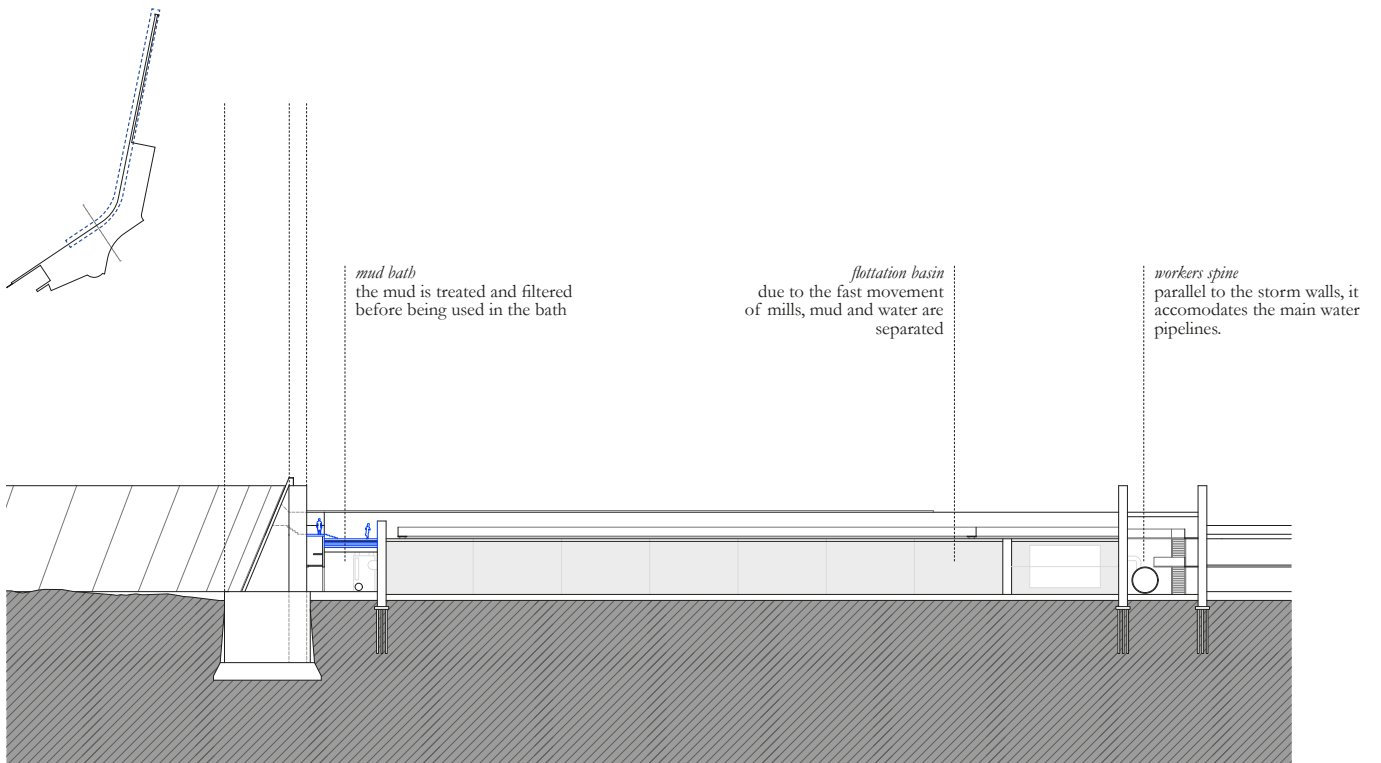 mud bath
the mud is treated and filtered
before being used in the bath
flottation basin
due to the fast movement
of mills, mud and water are
separated
workers spine
parallel to the storm walls, it
accomodates the main water
pipelines.